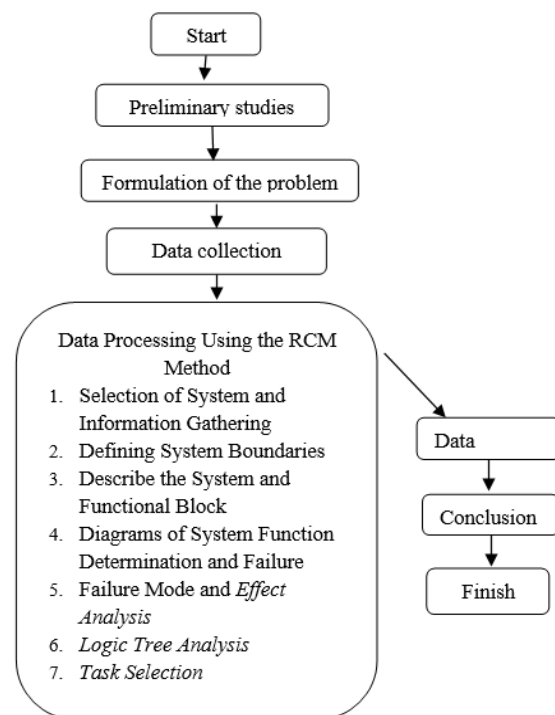 Start
Preliminary studies
Formulation of the problem
Data collection
Data Processing Using the RCM
Method
1. Selection of System and
Information Gathering
2. Defining System Boundaries
3. Describe the System and
Functional Block
4. Diagrams of System Function
Determination and Failure
5. Failure Mode and Effect
Analysis
6. Logic Tree Analysis
7. Task Selection
Data
Conclusion
Finish